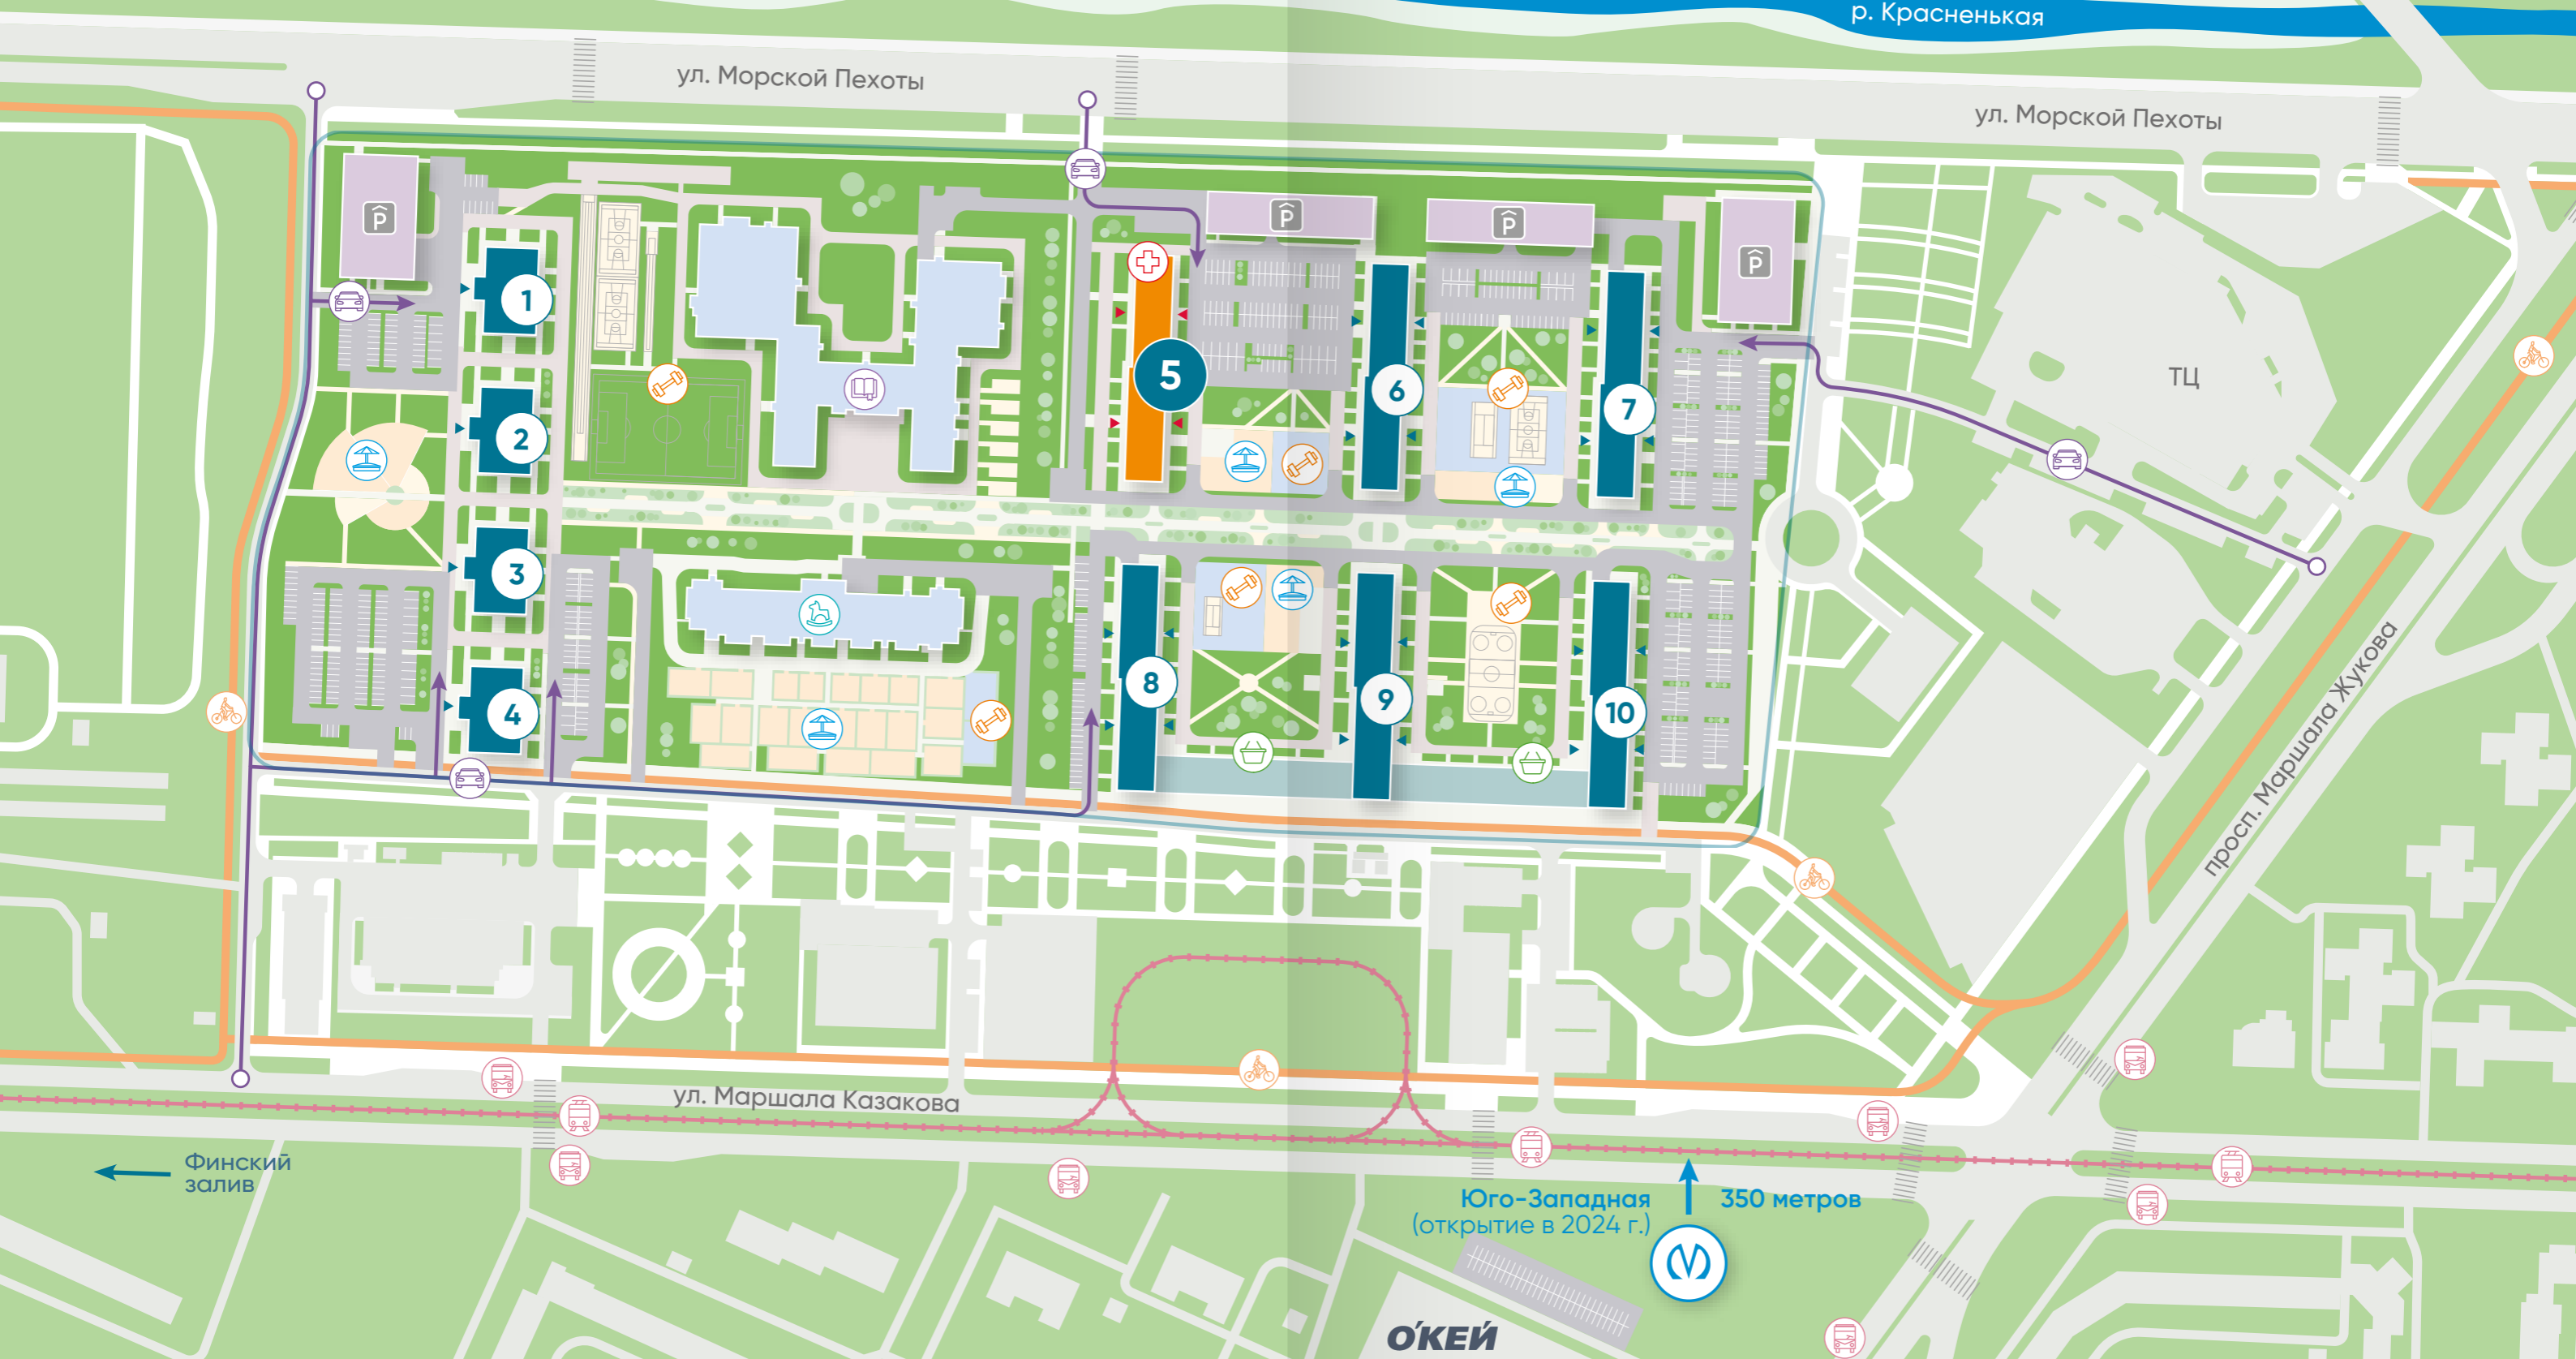 р. Красненькая
ул. Морской Пехоты
ул. Морской Пехоты
P
P
P
P
1
2
3
4
5
6
7
8
9
10
ТЦ
просп. Маршала Жукова
ул. Маршала Казакова
Финский
залив
Юго-Западная
(открытие в 2024 г.)
350 метров
О'КЕЙ